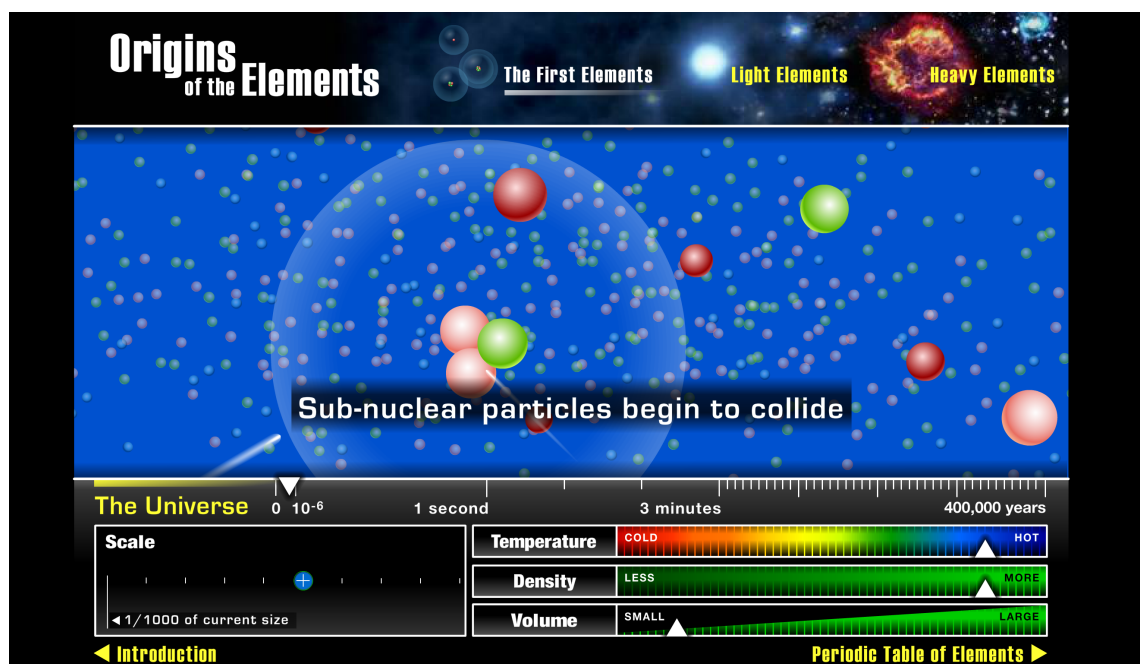 Origins
of the Elements
The First Elements
Light Elements
Heavy Elements
Sub-nuclear particles begin to collide
The Universe
0 10-6 1 second 3 minutes 400,000 years
Scale
◀ 1/1000 of current size
Temperature COLD HOT
Density LESS MORE
Volume SMALL LARGE
◀ Introduction
Periodic Table of Elements ▶